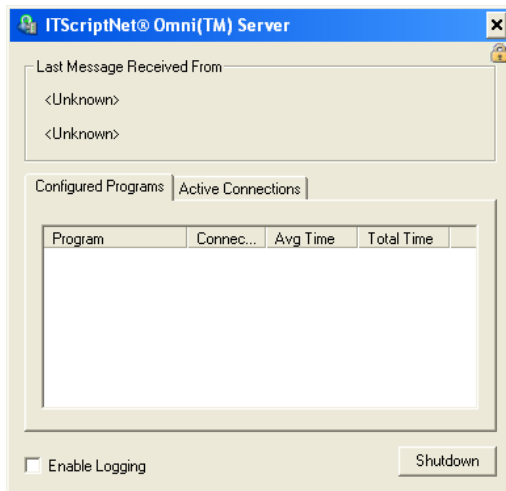 ITScriptNet® Omni(TM) Server
Last Message Received From
<Unknown>
<Unknown>
Configured Programs Active Connections
Program Connec... Avg Time Total Time
Enable Logging Shutdown